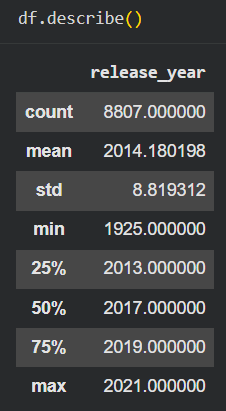 df.describe()
release_year
count 8807.000000
mean 2014.180198
std 8.819312
min 1925.000000
25% 2013.000000
50% 2017.000000
75% 2019.000000
max 2021.000000